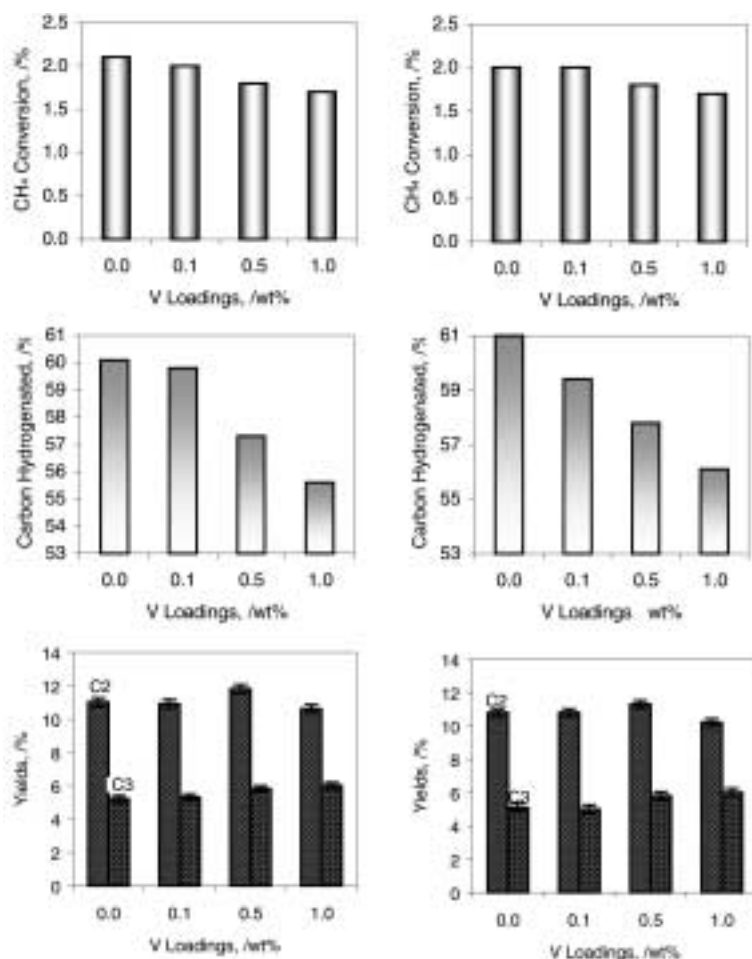 2.5
2.0
1.5
1.0
0.5
0.0
CH₄ Conversion, /%
0.0 0.1 0.5 1.0
V Loadings, /wt%
2.5
2.0
1.5
1.0
0.5
0.0
CH₄ Conversion, /%
0.0 0.1 0.5 1.0
V Loadings, /wt%
61
60
59
58
57
56
55
54
53
Carbon Hydrogenated, /%
0.0 0.1 0.5 1.0
V Loadings, /wt%
61
59
57
55
53
Carbon Hydrogenated, /%
0.0 0.1 0.5 1.0
V Loadings wt%
14
12
10
8
6
4
2
0
Yields, /%
C2
C3
0.0 0.1 0.5 1.0
V Loadings, /wt%
14
12
10
8
6
4
2
0
Yields, /%
C2
C3
0.0 0.1 0.5 1.0
V Loadings, /wt%